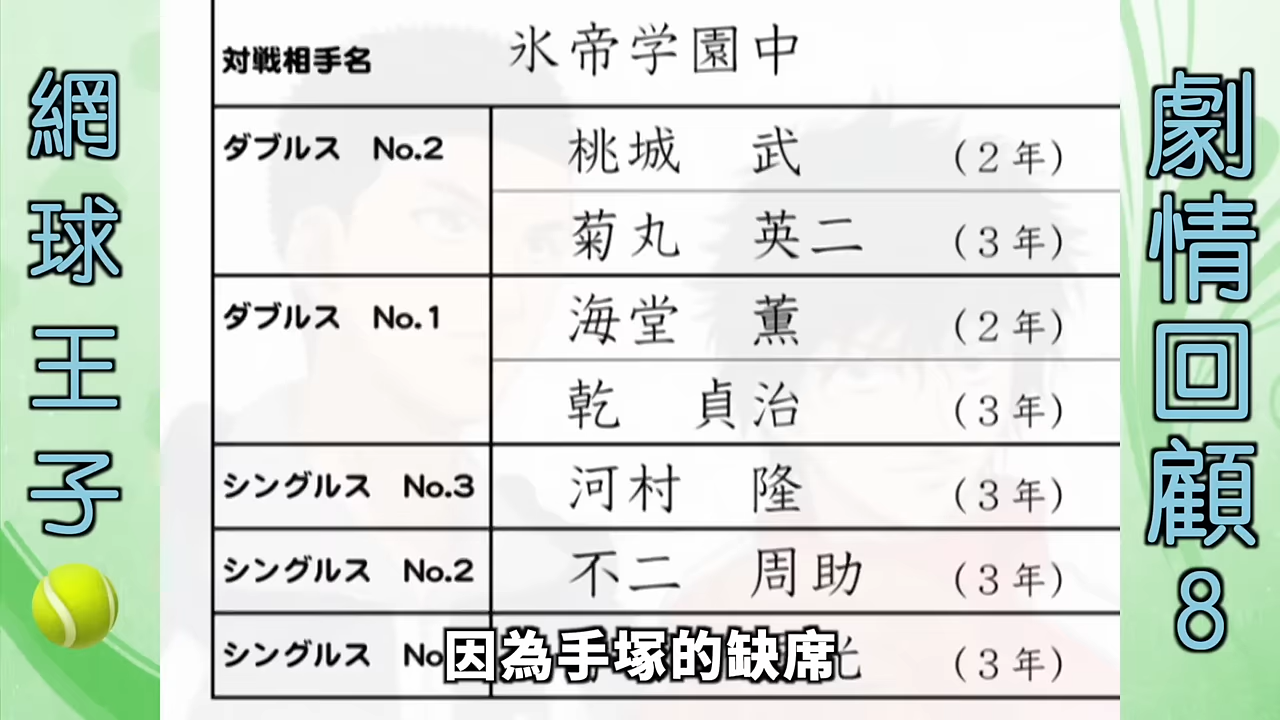 網球王子
対戦相手名 氷帝学園中
ダブルス No.2 桃城 武 (2年)
菊丸 英二 (3年)
ダブルス No.1 海堂 薫 (2年)
乾 貞治 (3年)
シングルス No.3 河村 隆 (3年)
シングルス No.2 不二 周助 (3年)
シングルス No 光 (3年)
因為手塚的缺席
劇情回顧8